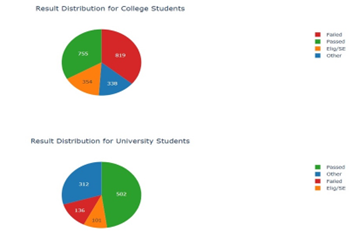 Result Distribution for College Students
755
819
338
Failed
Passed
Elig/SE
Other
Result Distribution for University Students
312
502
136
105
Passed
Other
Failed
Elig/SE